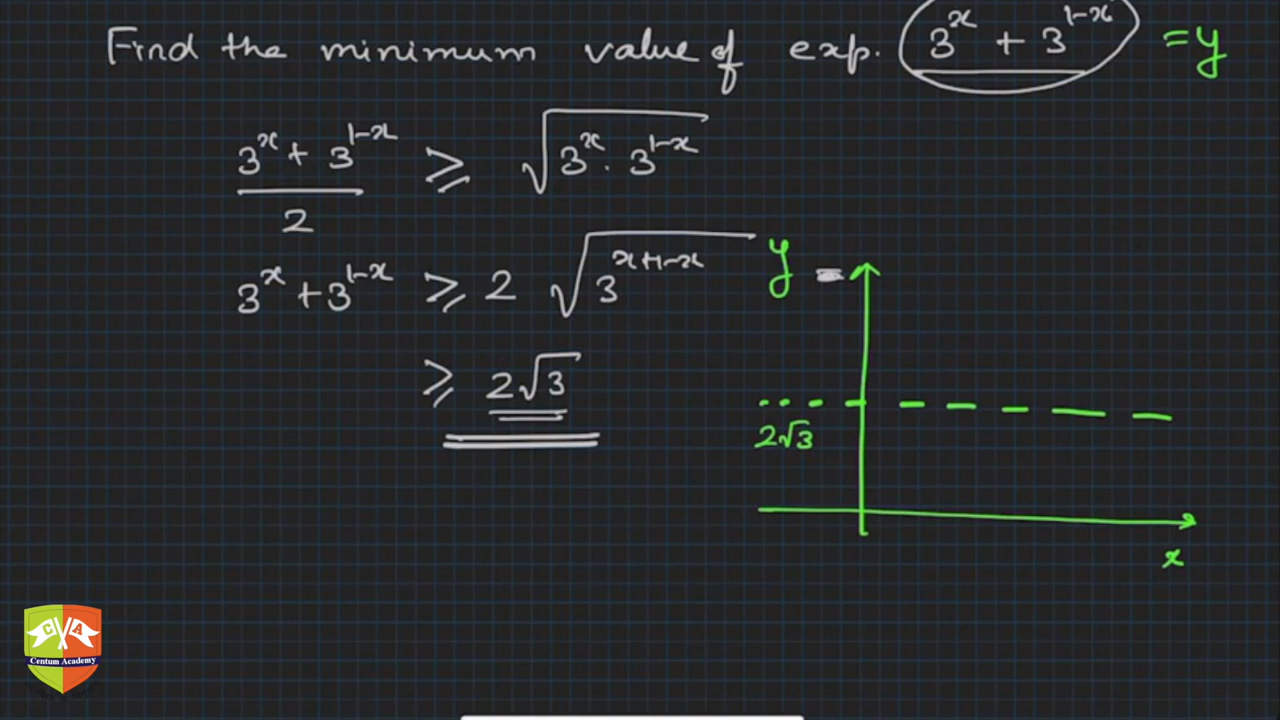 Find the minimum value of exp. 3^x + 3^(1-x) = y
(3^x + 3^(1-x))/2 ≥ √(3^x · 3^(1-x))
3^x + 3^(1-x) ≥ 2 √(3^(x+1-x))
≥ 2√3
y
2√3
x
C A
Centum Academy